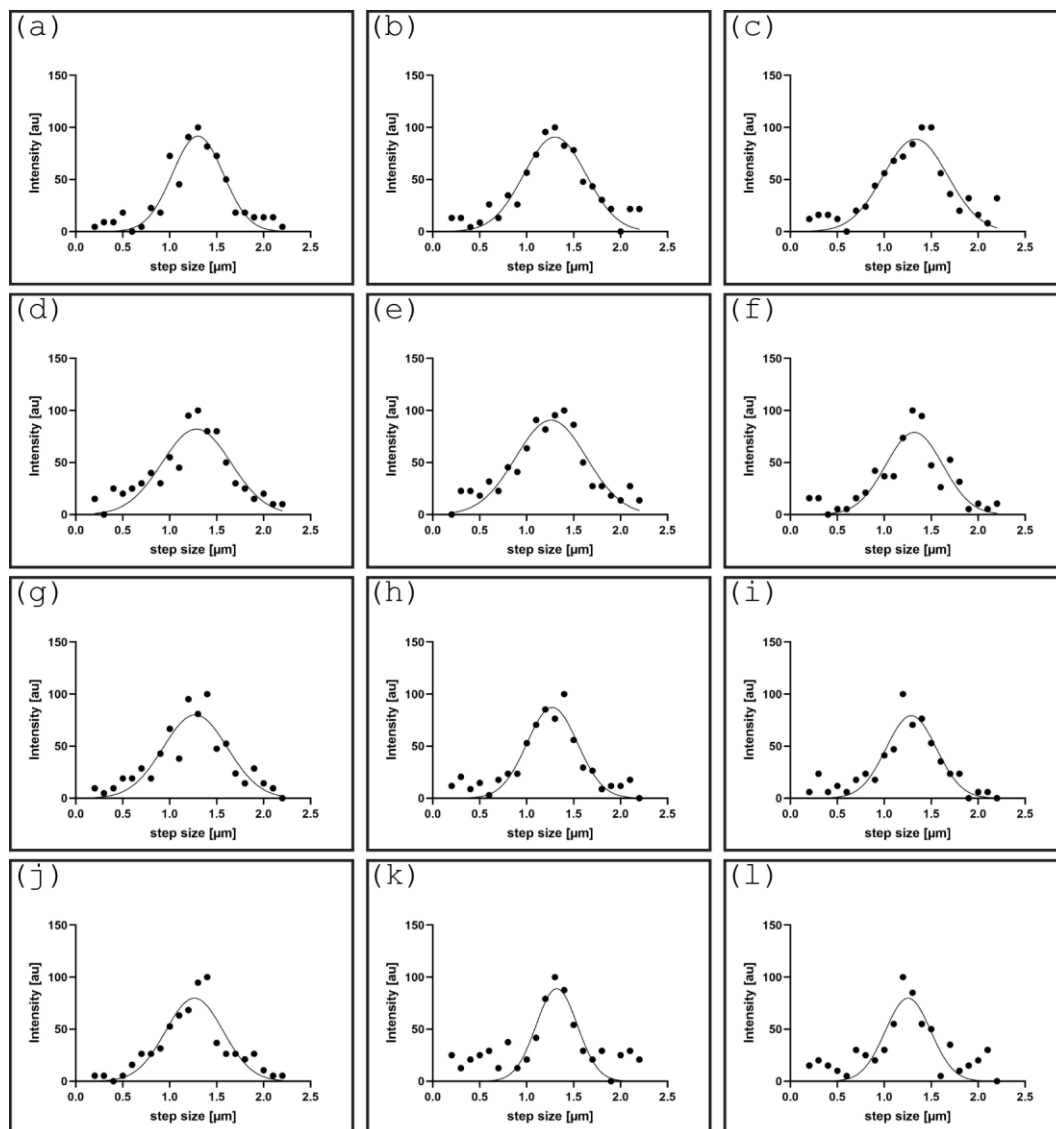 (a) (b) (c)
150 150 150
100 100 100
50 50 50
0 0 0
Intensity [au] Intensity [au] Intensity [au]
0.0 0.5 1.0 1.5 2.0 2.5 0.0 0.5 1.0 1.5 2.0 2.5 0.0 0.5 1.0 1.5 2.0 2.5
step size [µm] step size [µm] step size [µm]
(d) (e) (f)
150 150 150
100 100 100
50 50 50
0 0 0
Intensity [au] Intensity [au] Intensity [au]
0.0 0.5 1.0 1.5 2.0 2.5 0.0 0.5 1.0 1.5 2.0 2.5 0.0 0.5 1.0 1.5 2.0 2.5
step size [µm] step size [µm] step size [µm]
(g) (h) (i)
150 150 150
100 100 100
50 50 50
0 0 0
Intensity [au] Intensity [au] Intensity [au]
0.0 0.5 1.0 1.5 2.0 2.5 0.0 0.5 1.0 1.5 2.0 2.5 0.0 0.5 1.0 1.5 2.0 2.5
step size [µm] step size [µm] step size [µm]
(j) (k) (l)
150 150 150
100 100 100
50 50 50
0 0 0
Intensity [au] Intensity [au] Intensity [au]
0.0 0.5 1.0 1.5 2.0 2.5 0.0 0.5 1.0 1.5 2.0 2.5 0.0 0.5 1.0 1.5 2.0 2.5
step size [µm] step size [µm] step size [µm]